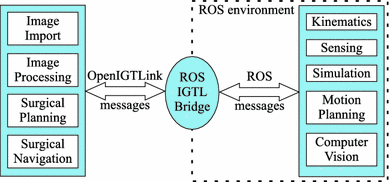 ROS environment
Image
Import
Image
Processing
Surgical
Planning
Surgical
Navigation
OpenIGTLink
messages
ROS
IGTL
Bridge
ROS
messages
Kinematics
Sensing
Simulation
Motion
Planning
Computer
Vision